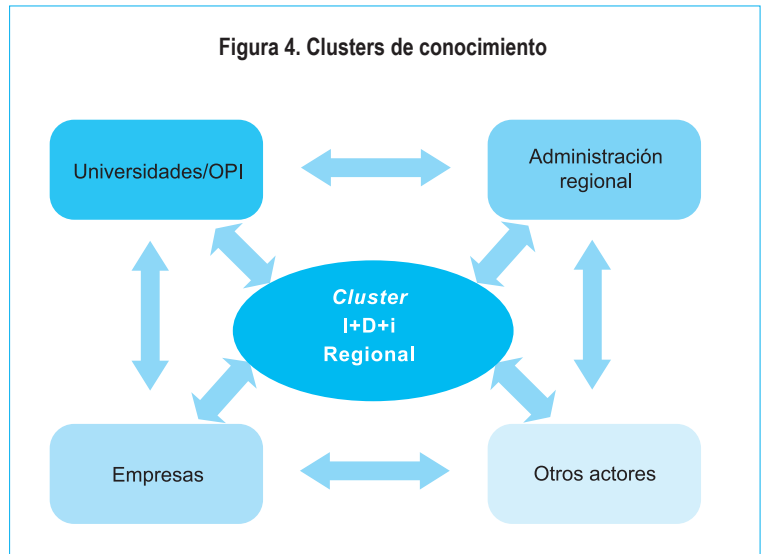 Figura 4. Clusters de conocimiento
Universidades/OPI
Administración
regional
Cluster
I+D+i
Regional
Empresas
Otros actores